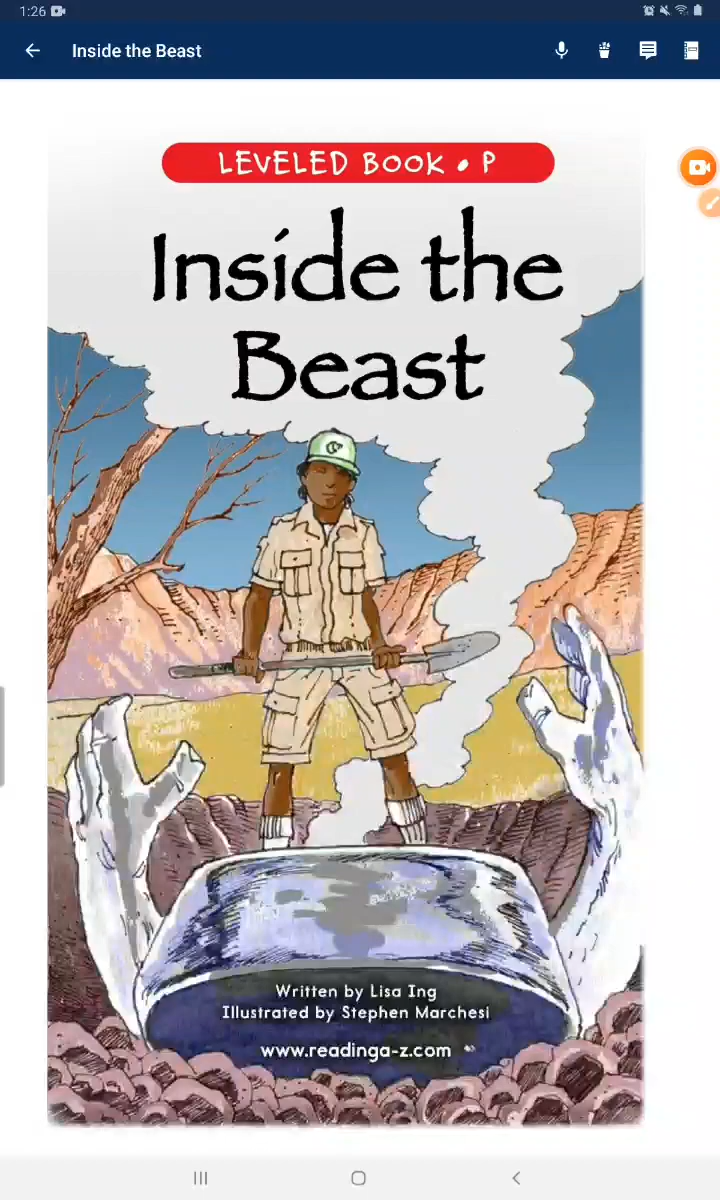 1:26
Inside the Beast
LEVELED BOOK • P
Inside the
Beast
Written by Lisa Ing
Illustrated by Stephen Marchesi
www.readinga-z.com